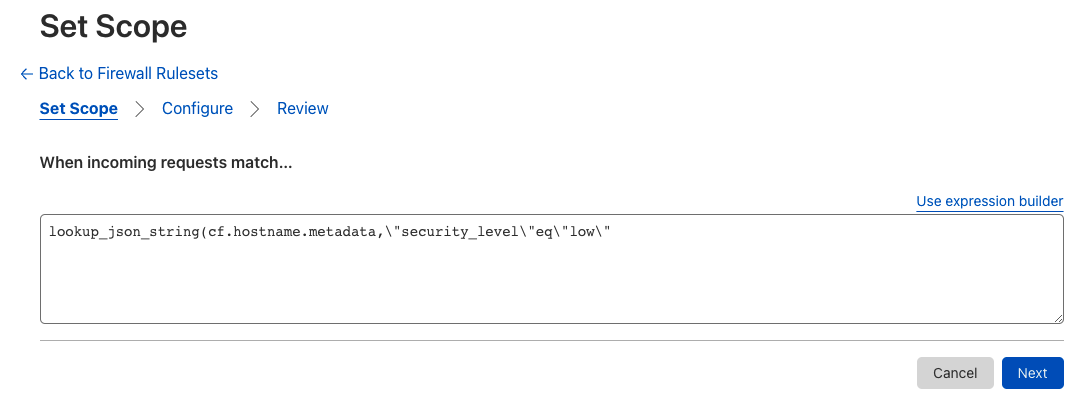 Set Scope
← Back to Firewall Rulesets
Set Scope > Configure > Review
When incoming requests match...
Use expression builder
lookup_json_string(cf.hostname.metadata,\"security_level\"eq\"low\"
Cancel Next